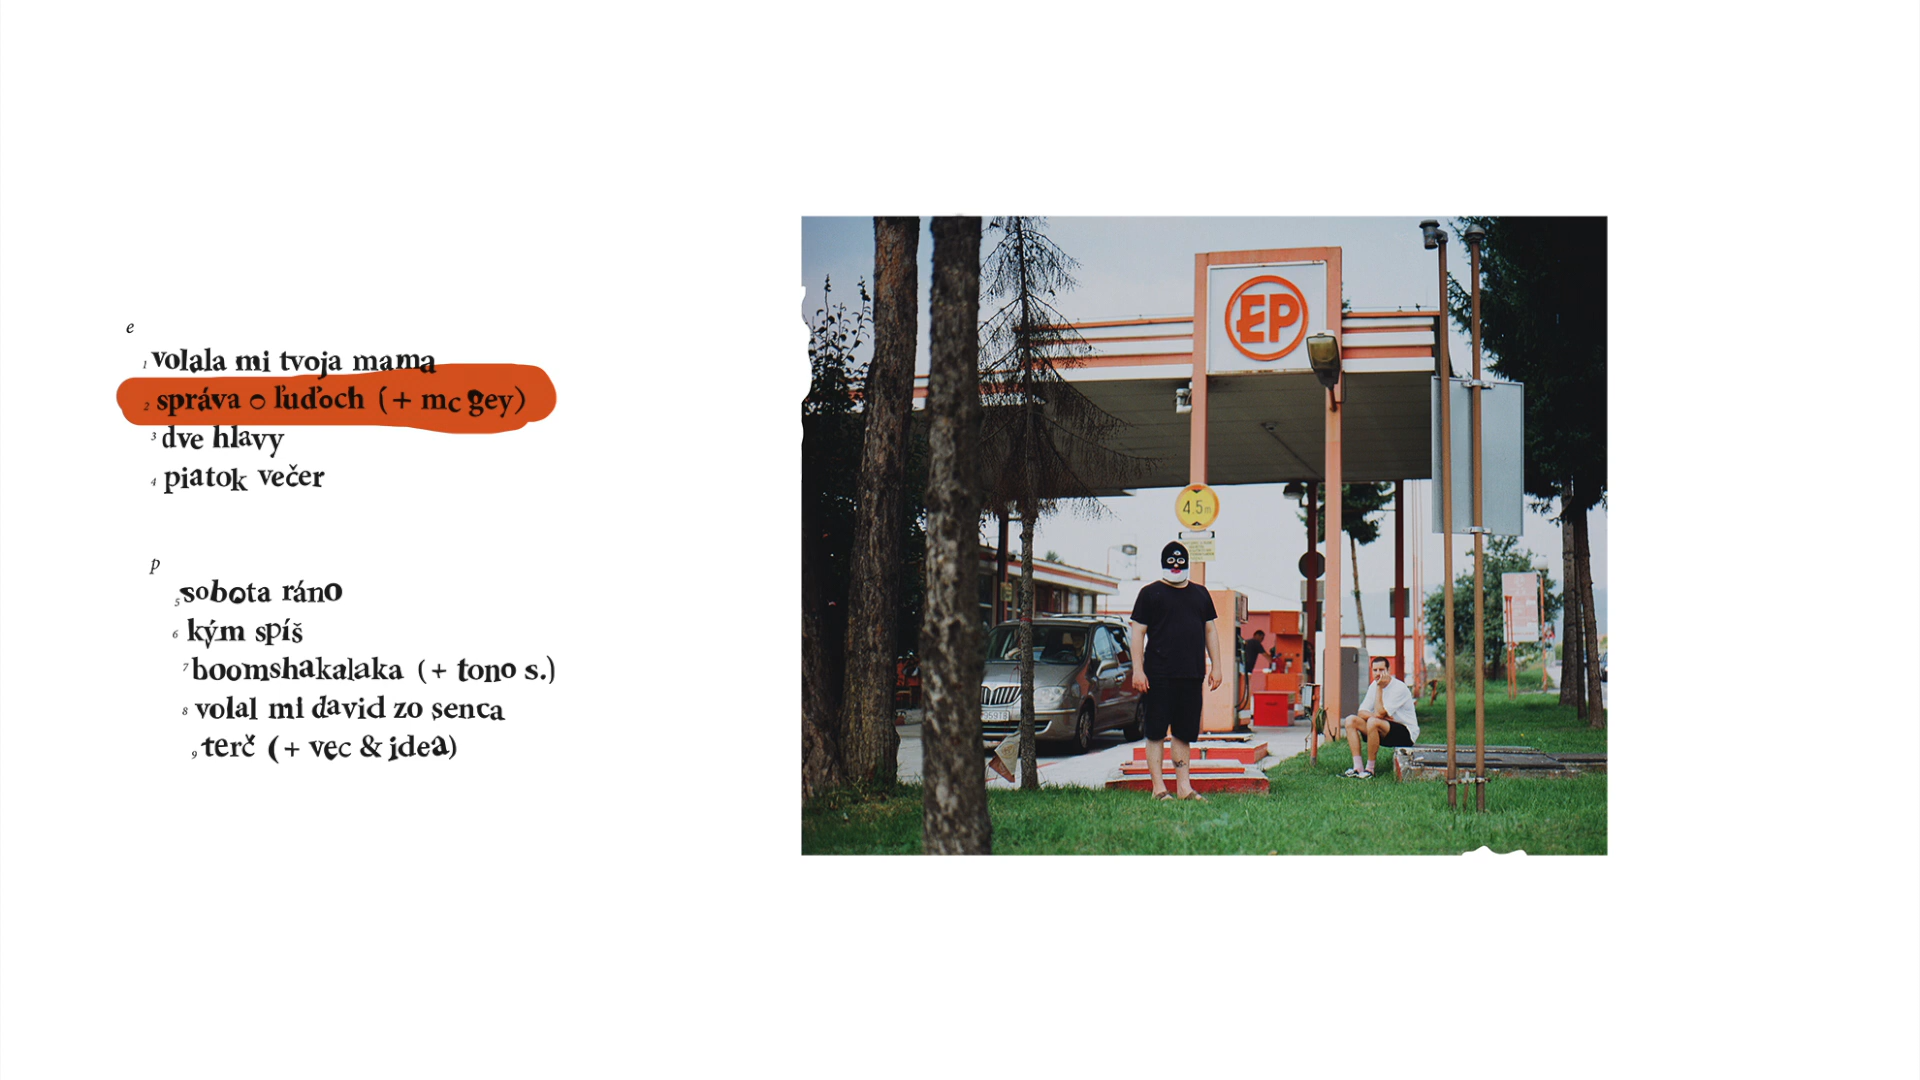 e
1 volala mi tvoja mama
2 správa o ľuďoch (+ mc gey)
3 dve hlavy
4 piatok večer
p
5 sobota ráno
6 kým spíš
7 boomshakalaka (+ tono s.)
8 volal mi david zo senca
9 terč (+ vec & idea)
EP
4.5m